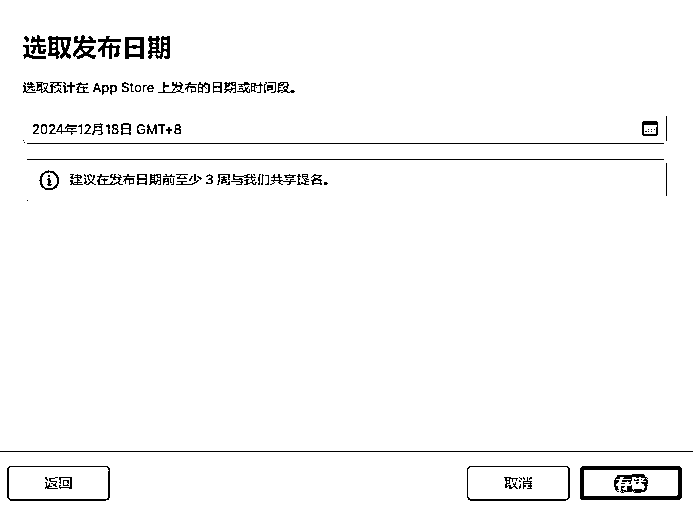 选取发布日期
选取预计在 App Store 上发布的日期或时间段。
2024年12月18日 GMT+8
建议在发布日期前至少 3 周与我们共享提名。
返回
取消
存储